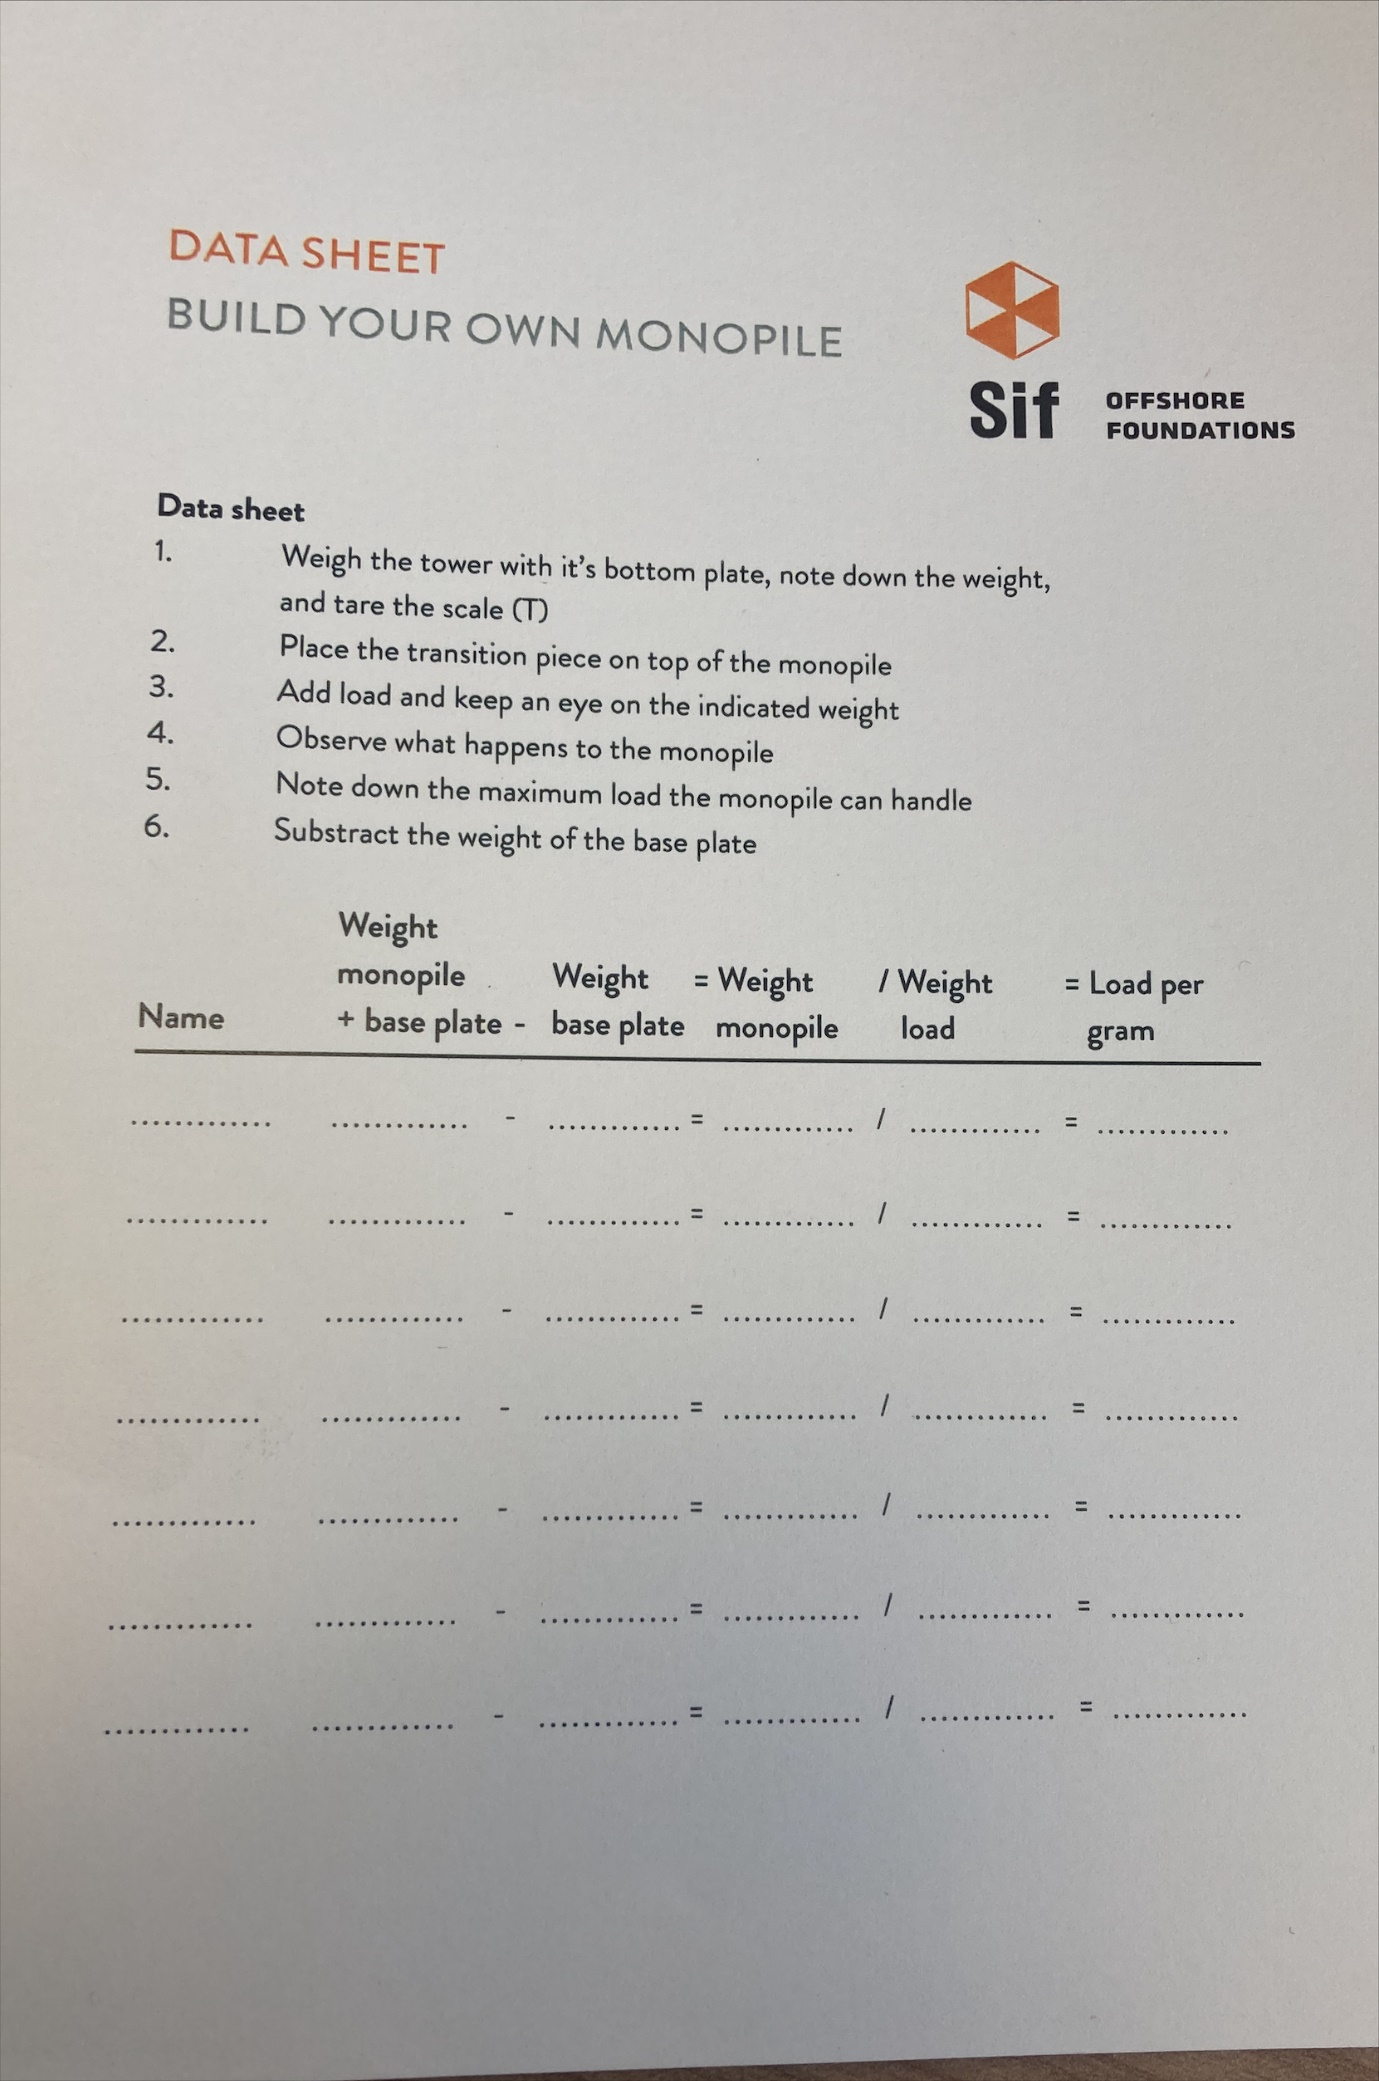 DATA SHEET
BUILD YOUR OWN MONOPILE
Sif
OFFSHORE
FOUNDATIONS
Data sheet
1. Weigh the tower with it's bottom plate, note down the weight,
and tare the scale (T)
2. Place the transition piece on top of the monopile
3. Add load and keep an eye on the indicated weight
4. Observe what happens to the monopile
5. Note down the maximum load the monopile can handle
6. Substract the weight of the base plate
Weight
monopile Weight = Weight / Weight = Load per
Name + base plate - base plate monopile load gram
............. ............. - ............. = ............. / ............. = .............
............. ............. - ............. = ............. / ............. = .............
............. ............. - ............. = ............. / ............. = .............
............. ............. - ............. = ............. / ............. = .............
............. ............. - ............. = ............. / ............. = .............
............. ............. - ............. = ............. / ............. = .............
............. ............. - ............. = ............. / ............. = .............